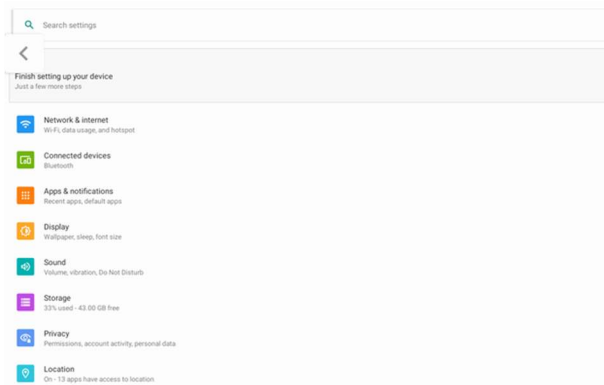 Search settings
Finish setting up your device
Just a few more steps
Network & internet
Wi-Fi, data usage, and hotspot
Connected devices
Bluetooth
Apps & notifications
Recent apps, default apps
Display
Wallpaper, sleep, font size
Sound
Volume, vibration, Do Not Disturb
Storage
33% used - 43.00 GB free
Privacy
Permissions, account activity, personal data
Location
On - 13 apps have access to location